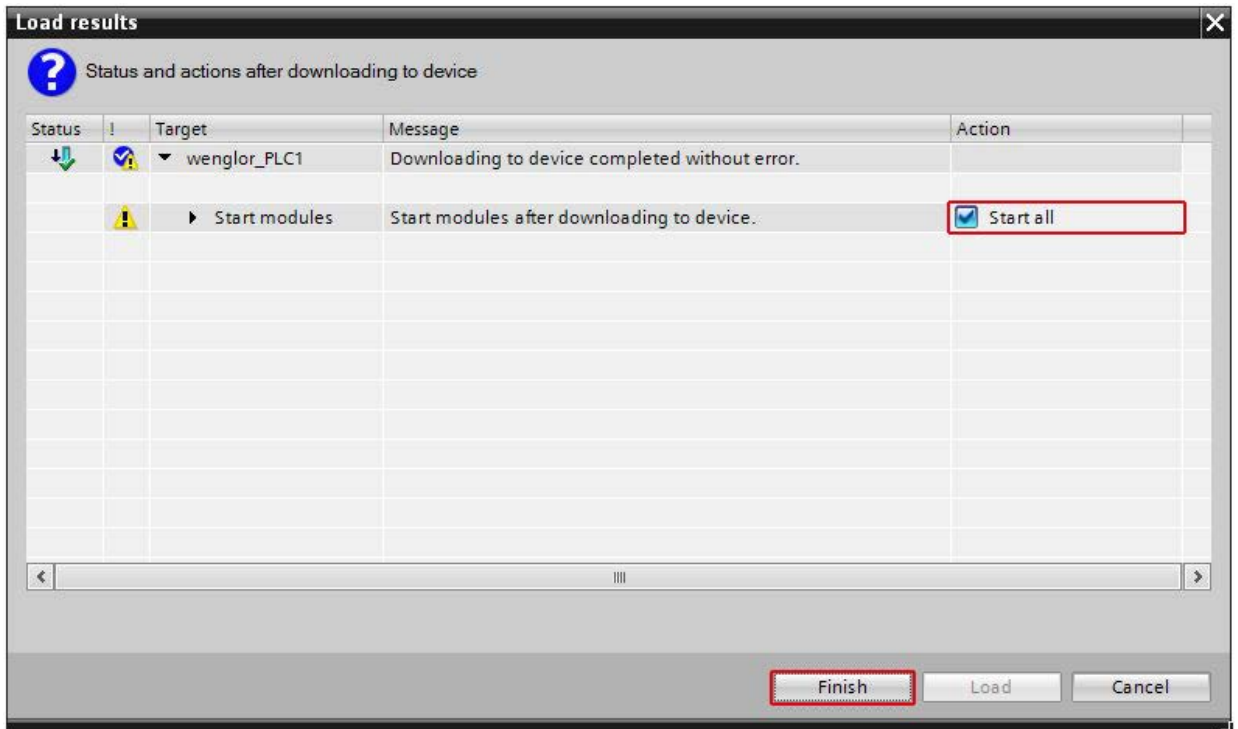 Load results
Status and actions after downloading to device
Status ! Target Message Action
wenglor_PLC1 Downloading to device completed without error.
Start modules Start modules after downloading to device. Start all
Finish Load Cancel